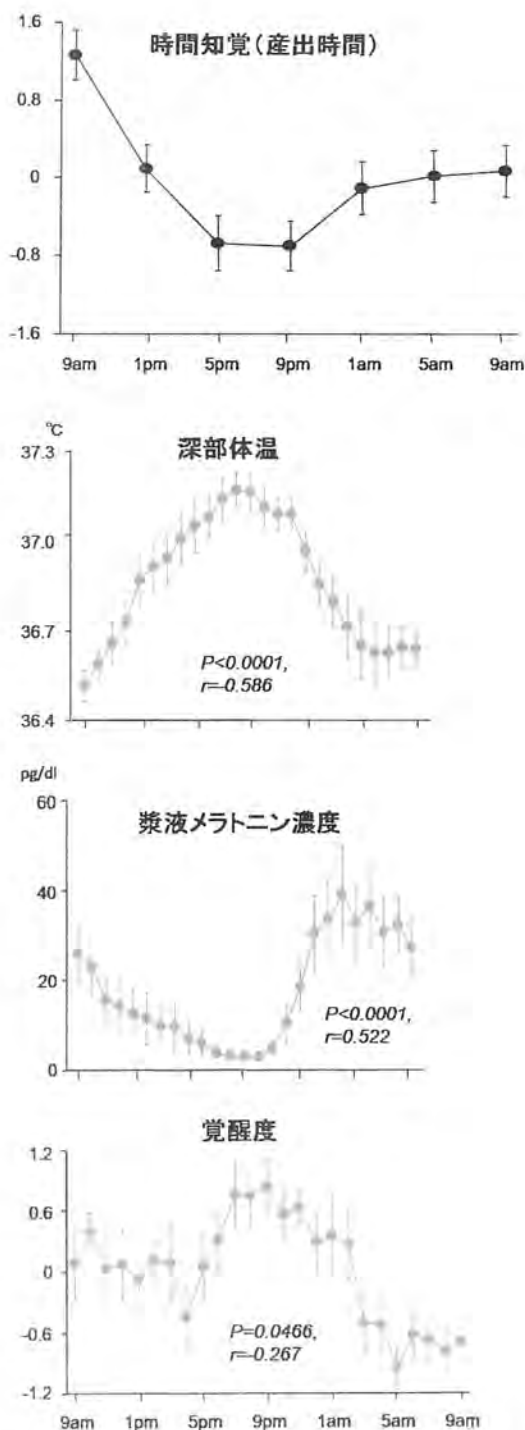 時間知覚(産出時間)
1.6
0.8
0
-0.8
-1.6
9am 1pm 5pm 9pm 1am 5am 9am
℃
深部体温
37.3
37.0
36.7
36.4
P<0.0001,
r=-0.586
pg/dl
漿液メラトニン濃度
60
40
20
0
P<0.0001,
r=0.522
覚醒度
1.2
0.6
0
-0.6
-1.2
P=0.0466,
r=-0.267
9am 1pm 5pm 9pm 1am 5am 9am